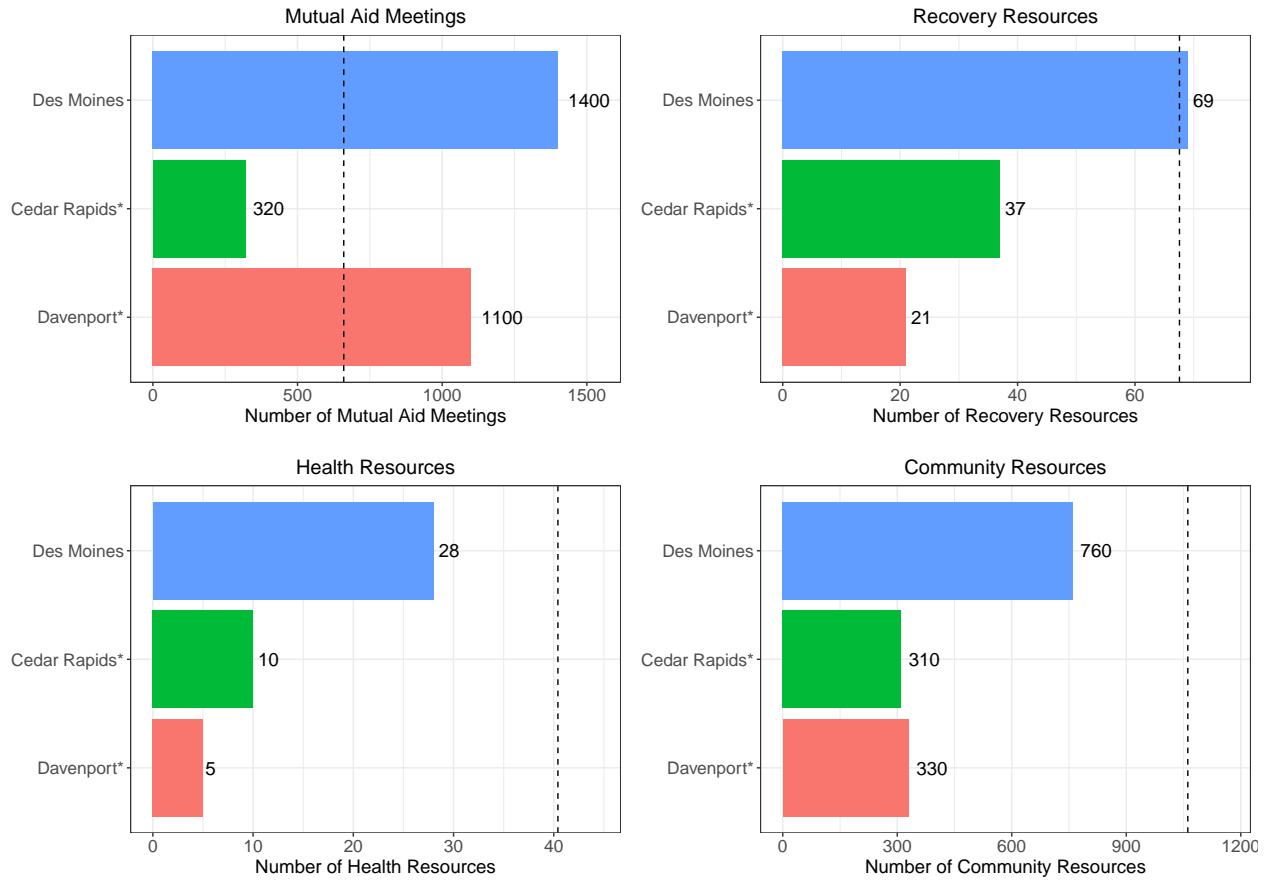 Mutual Aid Meetings
Des Moines
1400
Cedar Rapids*
320
Davenport*
1100
0 500 1000 1500
Number of Mutual Aid Meetings
Recovery Resources
Des Moines
69
Cedar Rapids*
37
Davenport*
21
0 20 40 60
Number of Recovery Resources
Health Resources
Des Moines
28
Cedar Rapids*
10
Davenport*
5
0 10 20 30 40
Number of Health Resources
Community Resources
Des Moines
760
Cedar Rapids*
310
Davenport*
330
0 300 600 900 1200
Number of Community Resources